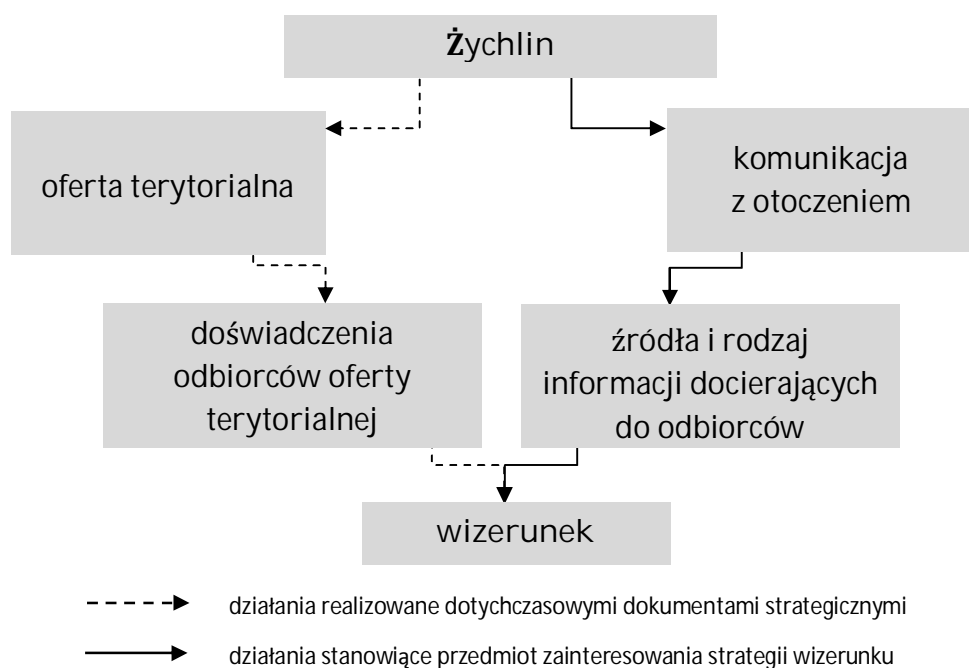 Żychlin
oferta terytorialna
komunikacja
z otoczeniem
doświadczenia
odbiorców oferty
terytorialnej
źródła i rodzaj
informacji docierających
do odbiorców
wizerunek
działania realizowane dotychczasowymi dokumentami strategicznymi
działania stanowiące przedmiot zainteresowania strategii wizerunku